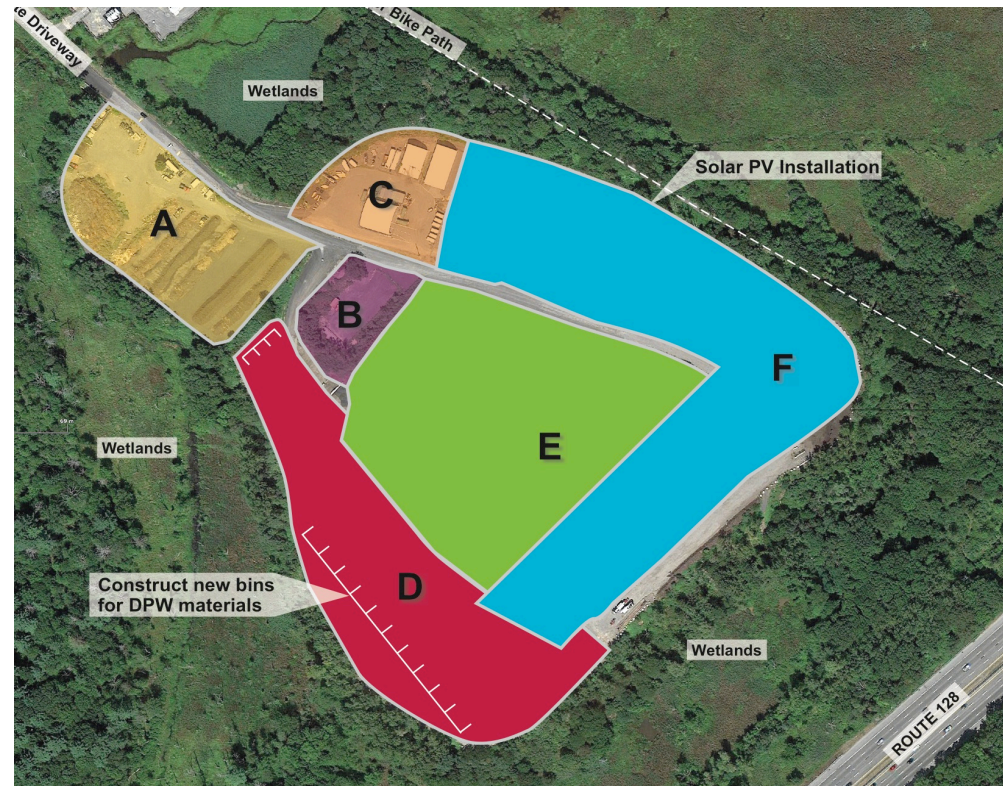 Driveway
Bike Path
Wetlands
Solar PV Installation
C
A
B
F
E
Wetlands
Construct new bins
for DPW materials
D
Wetlands
ROUTE 128